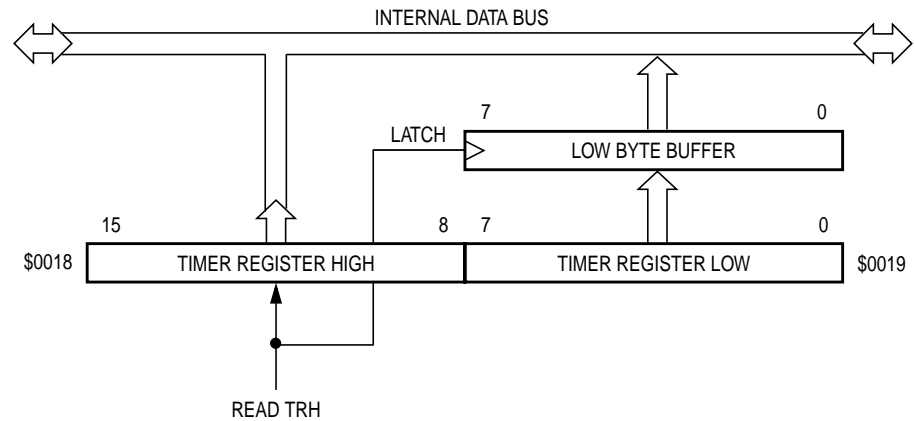 INTERNAL DATA BUS
7 0
LATCH
LOW BYTE BUFFER
15 8 7 0
$0018 TIMER REGISTER HIGH TIMER REGISTER LOW $0019
READ TRH